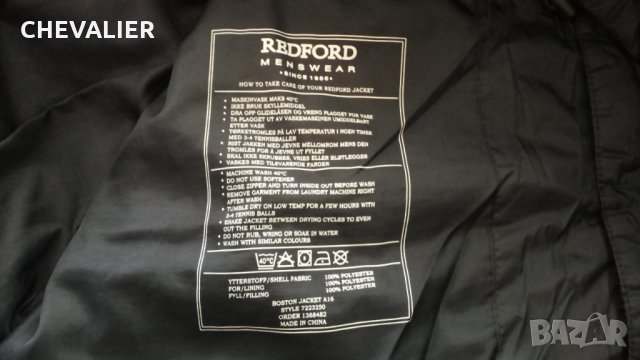 CHEVALIER
REDFORD
MENSWEAR
•SINCE 1986•
HOW TO TAKE CARE OF YOUR REDFORD JACKET
• MASKINVASK MAKS 40°C
• IKKE BRUK SKYLLEMIDDEL
• DRA OPP GLIDELÅSEN OG VRENG PLAGGET FØR VASK
• TA PLAGGET UT AV VASKEMASKINEN UMIDDELBART
ETTER VASK
• TØRKETROMLES PÅ LAV TEMPERATUR I NOEN TIMER
MED 3-4 TENNISBALLER
• RIST JAKKEN MED JEVNE MELLOMROM MENS DEN
TROMLES FOR Å JEVNE UT FYLLET
• SKAL IKKE SKRUBBES, VRIES ELLER BLØTLEGGES
• VASKES MED TILSVARENDE FARGER
• MACHINE WASH 40°C
• DO NOT USE SOFTENER
• CLOSE ZIPPER AND TURN INSIDE OUT BEFORE WASH
• REMOVE GARMENT FROM LAUNDRY MACHINE RIGHT
AFTER WASH
• TUMBLE DRY ON LOW TEMP FOR A FEW HOURS WITH
3-4 TENNIS BALLS
• SHAKE JACKET BETWEEN DRYING CYCLES TO EVEN
OUT THE FILLING
• DO NOT RUB, WRING OR SOAK IN WATER
• WASH WITH SIMILAR COLOURS
40°C
YTTERSTOFF/SHELL FABRIC 100% POLYESTER
FOR/LINING 100% POLYESTER
FYLL/FILLING 100% POLYESTER
BOSTON JACKET A16
STYLE 7223250
ORDER 1388482
MADE IN CHINA
BAZAR.bg